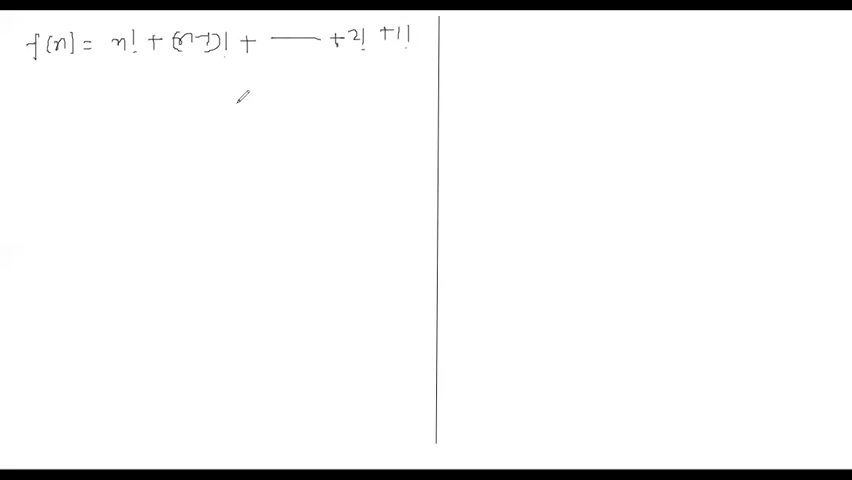 f(n) = n! + (n-1)! + —— + 2! + 1!